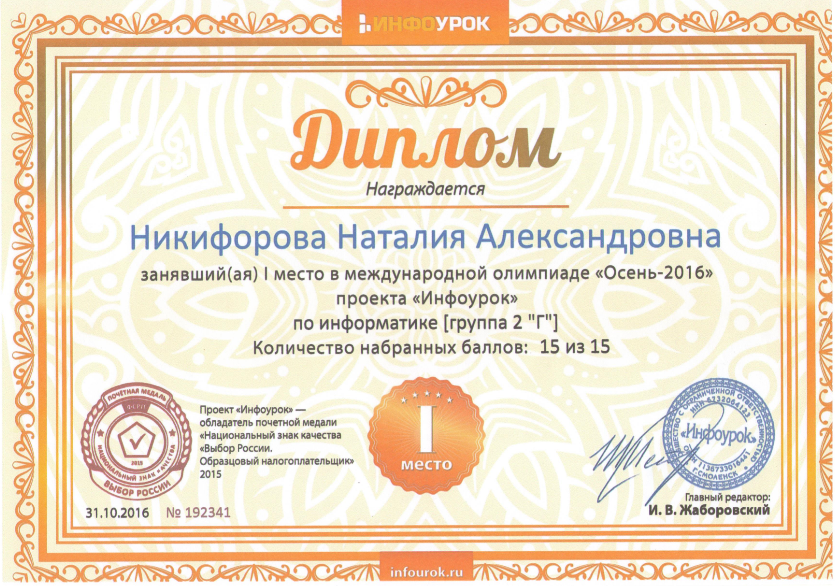 ИНФОУРОК
Диплом
Награждается
Никифорова Наталия Александровна
занявший(ая) I место в международной олимпиаде «Осень-2016»
проекта «Инфоурок»
по информатике [группа 2 "Г"]
Количество набранных баллов: 15 из 15
ПОЧЁТНАЯ МЕДАЛЬ
2015
НАЦИОНАЛЬНЫЙ ЗНАК КАЧЕСТВА
ВЫБОР РОССИИ
Проект «Инфоурок» —
обладатель почетной медали
«Национальный знак качества
«Выбор России.
Образцовый налогоплательщик»
2015
I
МЕСТО
«Инфоурок»
Г.СМОЛЕНСК
31.10.2016 № 192341
Главный редактор:
И. В. Жаборовский
infourok.ru